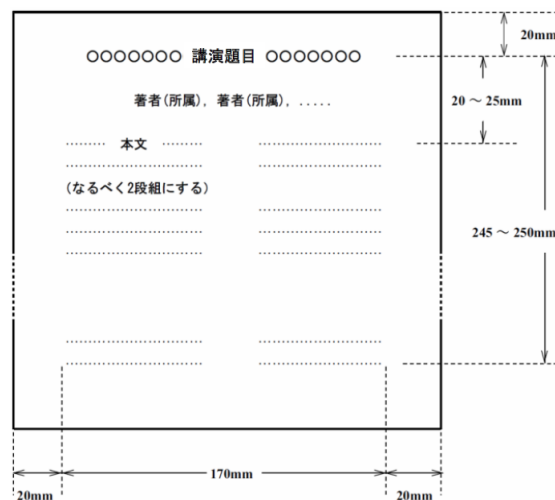 20mm
○○○○○○○ 講演題目 ○○○○○○○
著者(所属), 著者(所属), .....
20 ～ 25mm
......... 本文 .........
(なるべく2段組にする)
245 ～ 250mm
170mm
20mm
20mm